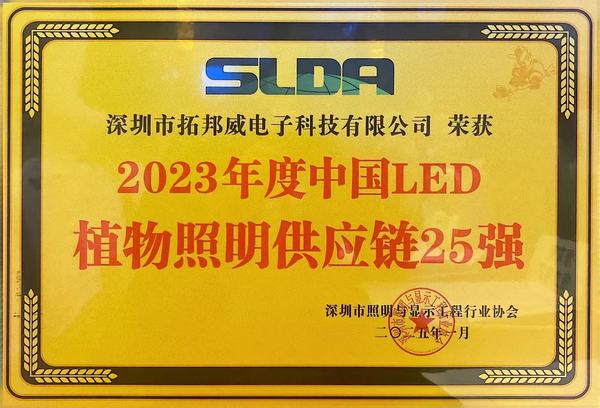 SLDA
深圳市拓邦威电子科技有限公司 荣获
2023年度中国LED
植物照明供应链25强
深圳市照明与显示工程行业协会
二〇二五年一月